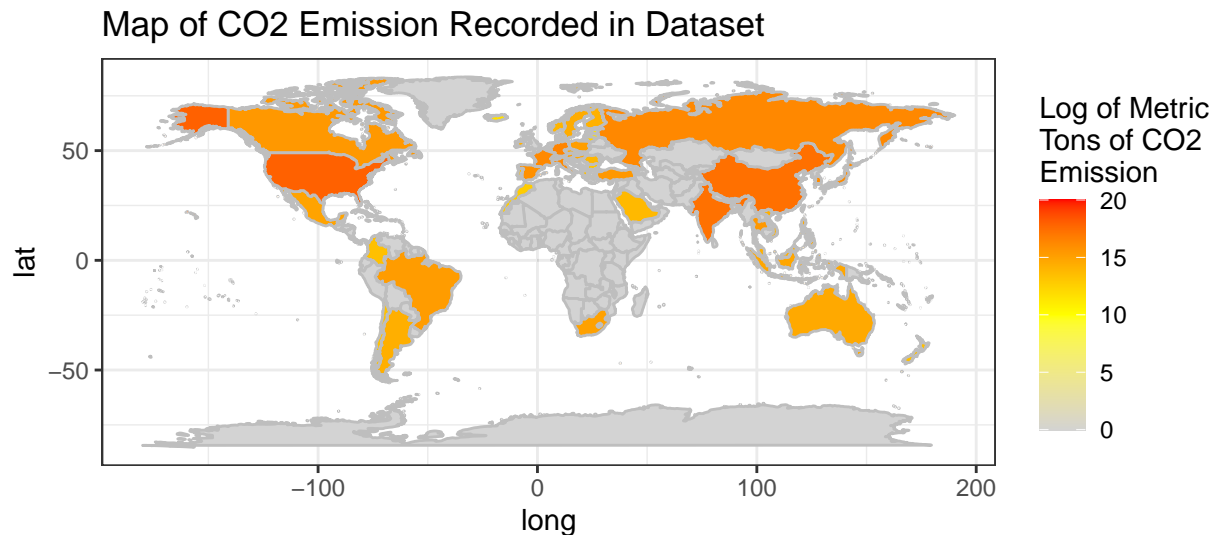 Map of CO2 Emission Recorded in Dataset
50
0
−50
lat
−100
0
100
200
long
Log of Metric
Tons of CO2
Emission
20
15
10
5
0